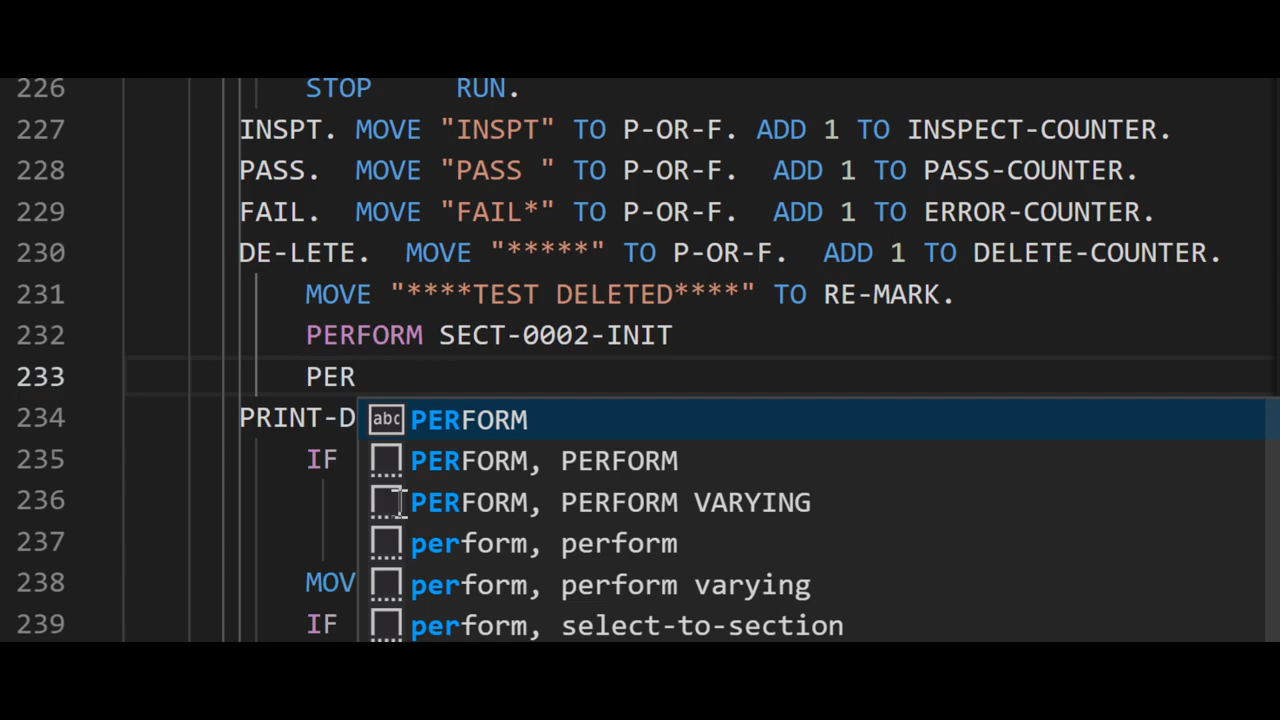 226 STOP RUN.
227 INSPT. MOVE "INSPT" TO P-OR-F. ADD 1 TO INSPECT-COUNTER.
228 PASS. MOVE "PASS " TO P-OR-F. ADD 1 TO PASS-COUNTER.
229 FAIL. MOVE "FAIL*" TO P-OR-F. ADD 1 TO ERROR-COUNTER.
230 DE-LETE. MOVE "*****" TO P-OR-F. ADD 1 TO DELETE-COUNTER.
231 MOVE "****TEST DELETED****" TO RE-MARK.
232 PERFORM SECT-0002-INIT
233 PER
234 PRINT-D
abc PERFORM
235 IF
PERFORM, PERFORM
236
PERFORM, PERFORM VARYING
237
perform, perform
238 MOV
perform, perform varying
239 IF
perform, select-to-section